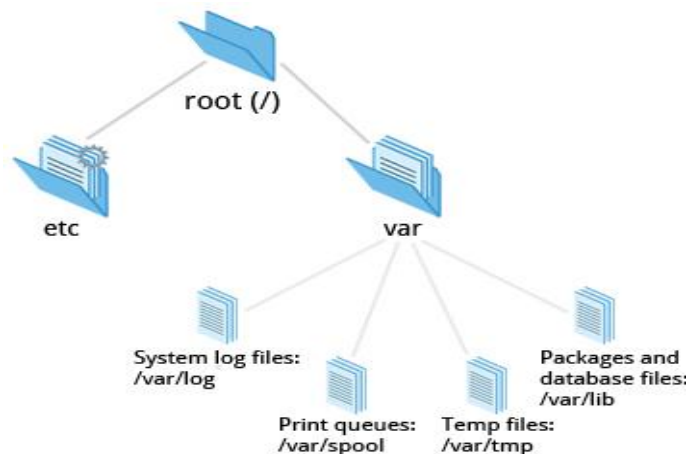 root (/)
etc
var
System log files:
/var/log
Print queues:
/var/spool
Temp files:
/var/tmp
Packages and
database files:
/var/lib